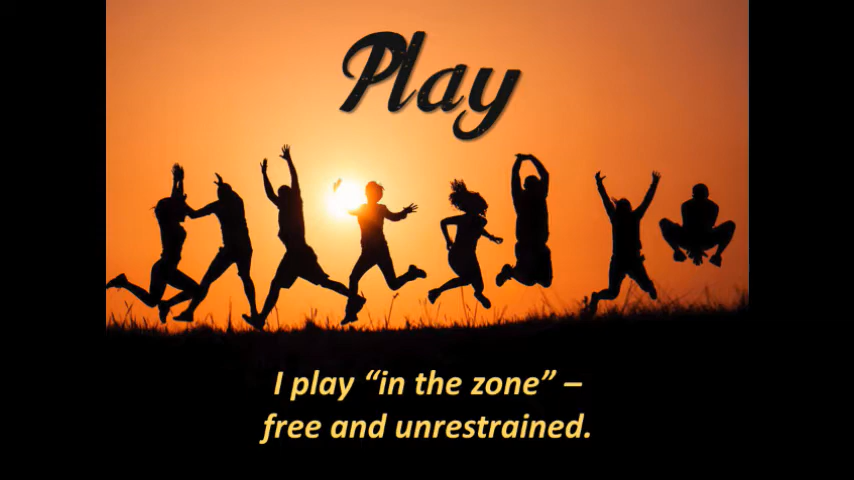 Play
I play “in the zone” –
free and unrestrained.